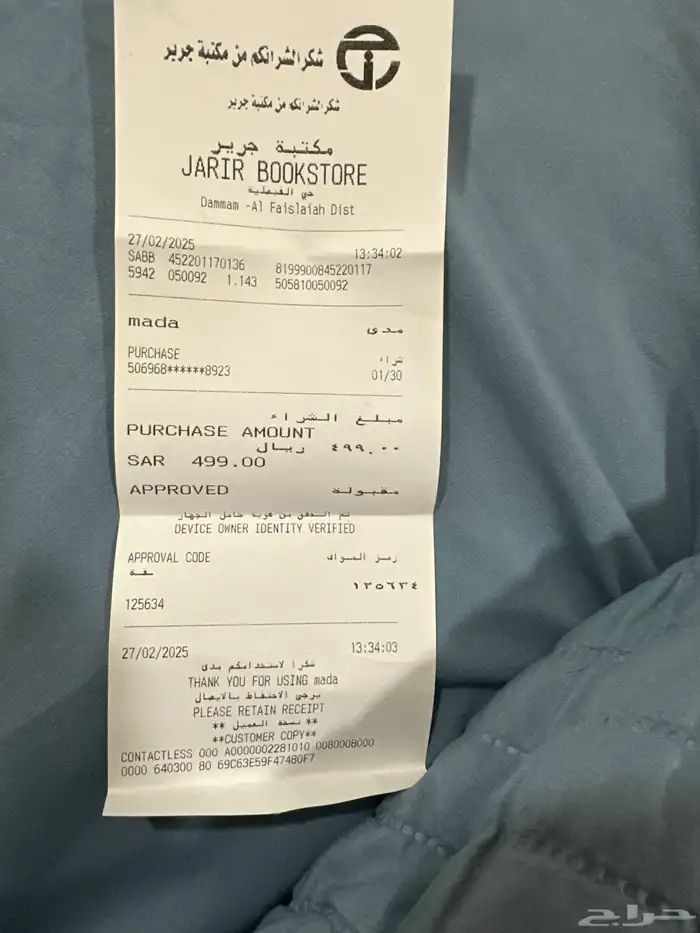 شكرا لشرائكم من مكتبة جرير
شكرا لشرائكم من مكتبة جرير
مكتبة جرير
JARIR BOOKSTORE
حي الفيصلية
Dammam -Al Faislaiah Dist
27/02/2025 13:34:02
SABB 452201170136 8199900845220117
5942 050092 1.143 505810050092
mada مدى
PURCHASE شراء
506968******8923 01/30
مبلغ الشراء
PURCHASE AMOUNT
٤٩٩.٠٠ ريال
SAR 499.00
APPROVED مقبولة
تم التحقق من هوية حامل الجهاز
DEVICE OWNER IDENTITY VERIFIED
APPROVAL CODE رمز المواف
قة
١٢٥٦٣٤
125634
27/02/2025 13:34:03
شكرا لاستخدامكم مدى
THANK YOU FOR USING mada
يرجى الاحتفاظ بالايصال
PLEASE RETAIN RECEIPT
** نسخة العميل **
**CUSTOMER COPY**
CONTACTLESS 000 A0000002281010 0080008000
0000 640300 80 69C63E59F47480F7
حراج